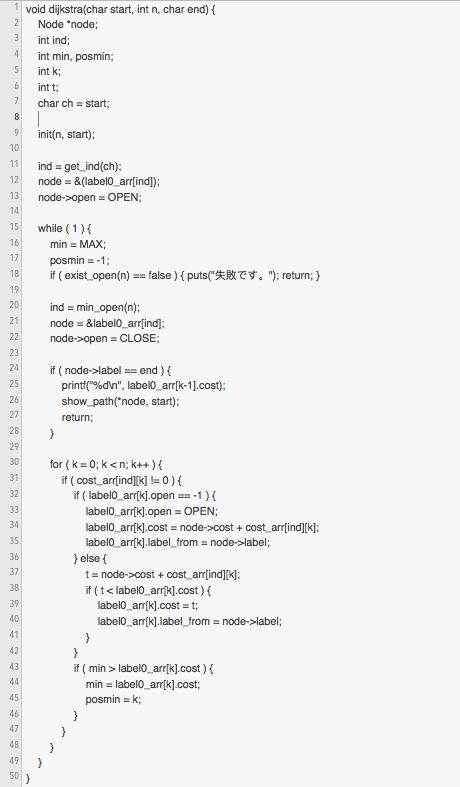 1 void dijkstra(char start, int n, char end) {
2 Node *node;
3 int ind;
4 int min, posmin;
5 int k;
6 int t;
7 char ch = start;
8
9 init(n, start);
10
11 ind = get_ind(ch);
12 node = &(label0_arr[ind]);
13 node->open = OPEN;
14
15 while ( 1 ) {
16 min = MAX;
17 posmin = -1;
18 if ( exist_open(n) == false ) { puts("失敗です。"); return; }
19
20 ind = min_open(n);
21 node = &label0_arr[ind];
22 node->open = CLOSE;
23
24 if ( node->label == end ) {
25 printf("%d\n", label0_arr[k-1].cost);
26 show_path(*node, start);
27 return;
28 }
29
30 for ( k = 0; k < n; k++ ) {
31 if ( cost_arr[ind][k] != 0 ) {
32 if ( label0_arr[k].open == -1 ) {
33 label0_arr[k].open = OPEN;
34 label0_arr[k].cost = node->cost + cost_arr[ind][k];
35 label0_arr[k].label_from = node->label;
36 } else {
37 t = node->cost + cost_arr[ind][k];
38 if ( t < label0_arr[k].cost ) {
39 label0_arr[k].cost = t;
40 label0_arr[k].label_from = node->label;
41 }
42 }
43 if ( min > label0_arr[k].cost ) {
44 min = label0_arr[k].cost;
45 posmin = k;
46 }
47 }
48 }
49 }
50 }